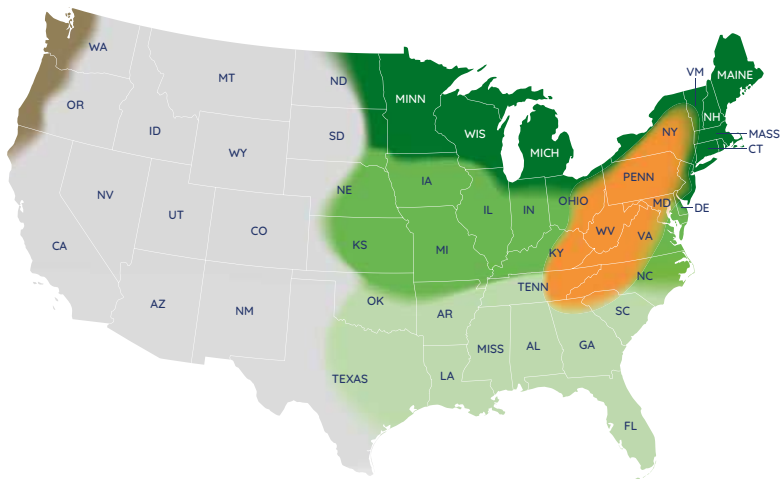 WA
VM
MAINE
MT
ND
OR
MINN
NH
ID
SD
WIS
NY
MASS
MICH
CT
WY
PENN
NV
NE
IA
UT
IL
IN
OHIO
MD
DE
CO
WV
VA
CA
KS
MI
KY
NC
TENN
AZ
NM
OK
AR
SC
MISS
AL
GA
TEXAS
LA
FL